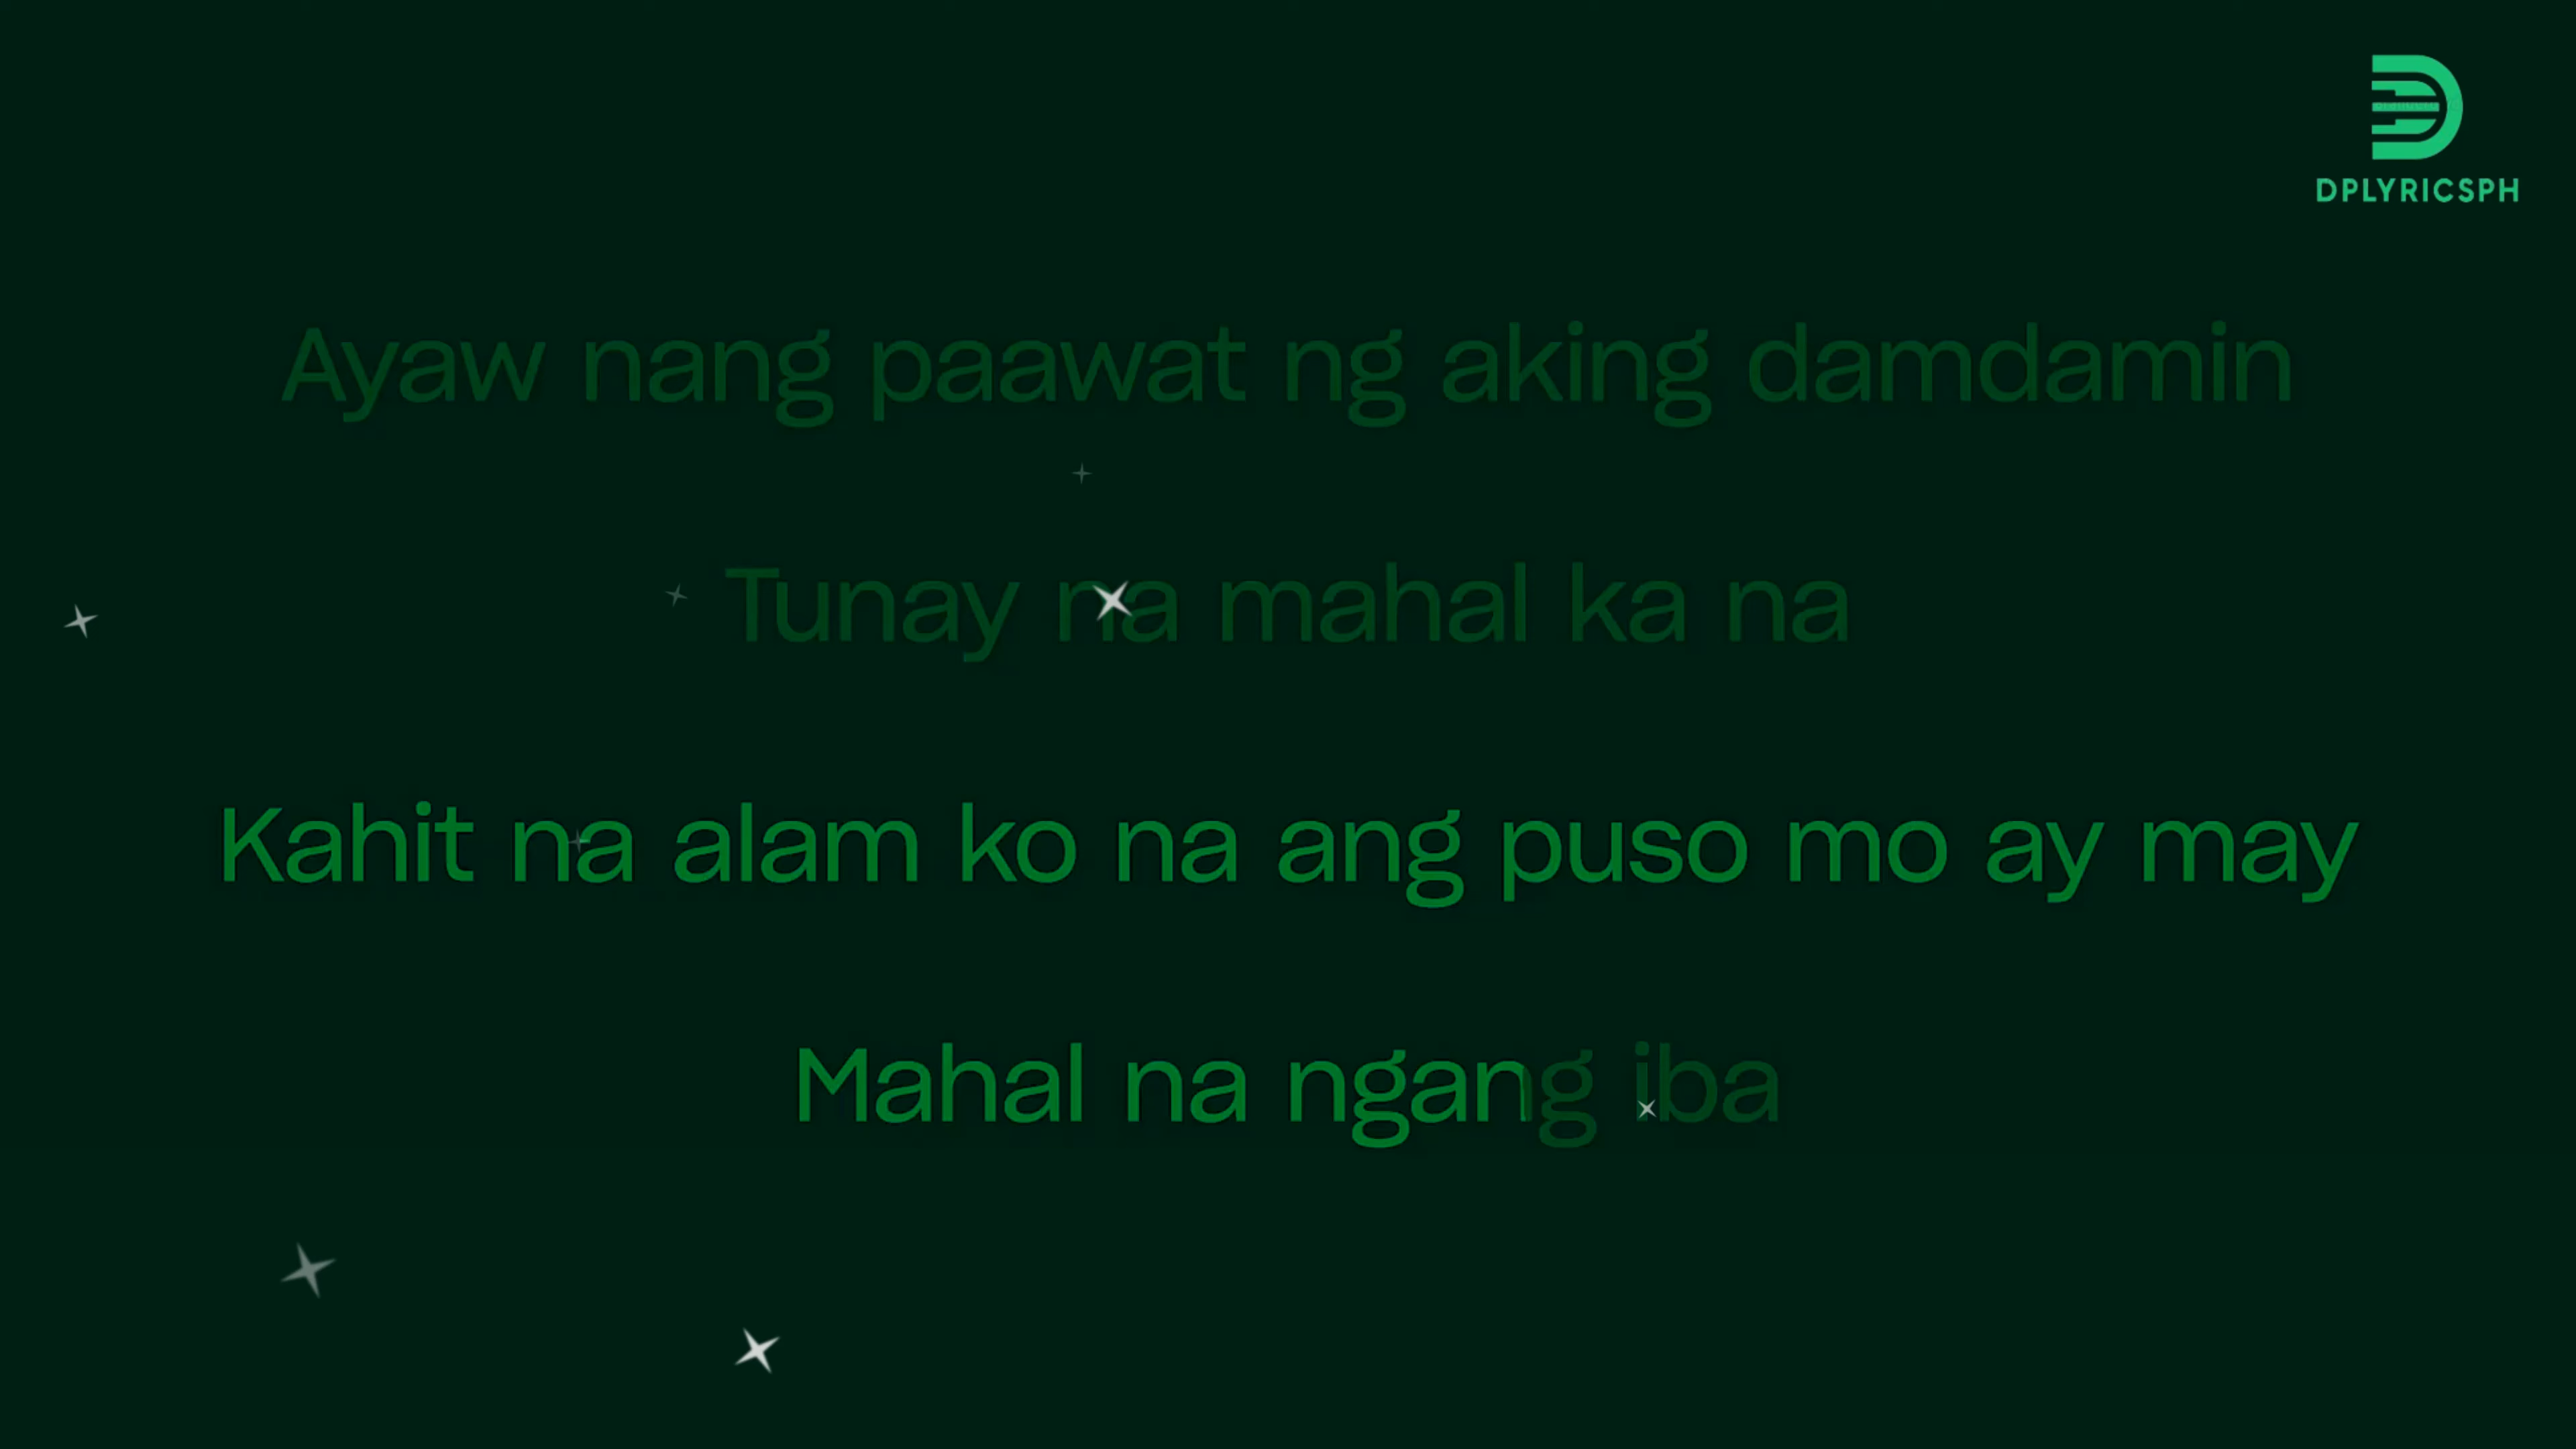 DPLYRICSPH
Ayaw nang paawat ng aking damdamin
Tunay na mahal ka na
Kahit na alam ko na ang puso mo ay may
Mahal na ngang iba